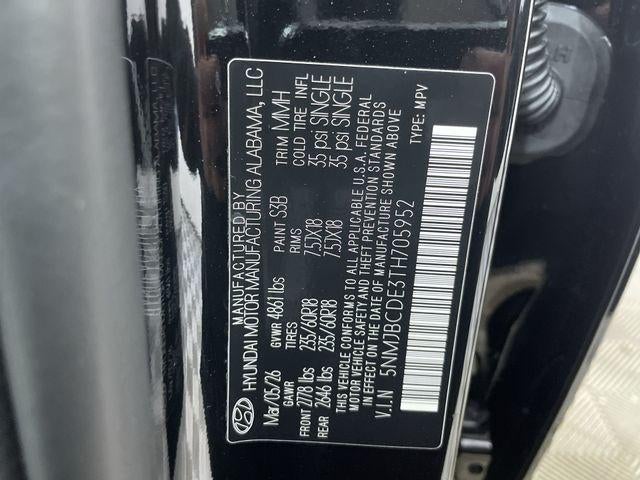 MANUFACTURED BY
HYUNDAI MOTOR MANUFACTURING ALABAMA, LLC
Mar/05/26 GVWR 4861 lbs PAINT S3B TRIM MMH
GAWR TIRES RIMS COLD TIRE INFL
FRONT 2778 lbs 235/60R18 7.5JX18 35 psi SINGLE
REAR 2646 lbs 235/60R18 7.5JX18 35 psi SINGLE
THIS VEHICLE CONFORMS TO ALL APPLICABLE U.S.A. FEDERAL
MOTOR VEHICLE SAFETY AND THEFT PREVENTION STANDARDS
IN EFFECT ON THE DATE OF MANUFACTURE SHOWN ABOVE
V.I.N 5NMJBCDE3TH705952 TYPE: MPV